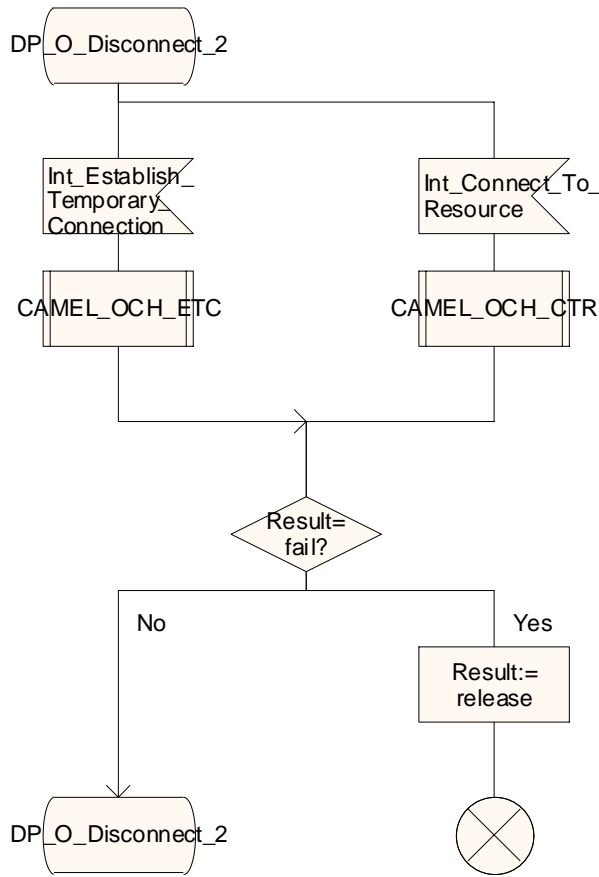 DP_O_Disconnect_2
Int_Establish_
Temporary_
Connection
Int_Connect_To_
Resource
CAMEL_OCH_ETC
CAMEL_OCH_CTR
Result=
fail?
No
Yes
Result:=
release
DP_O_Disconnect_2